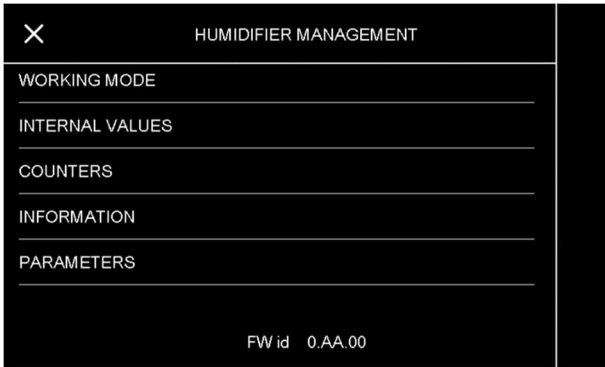 HUMIDIFIER MANAGEMENT
WORKING MODE
INTERNAL VALUES
COUNTERS
INFORMATION
PARAMETERS
FW id 0.AA.00